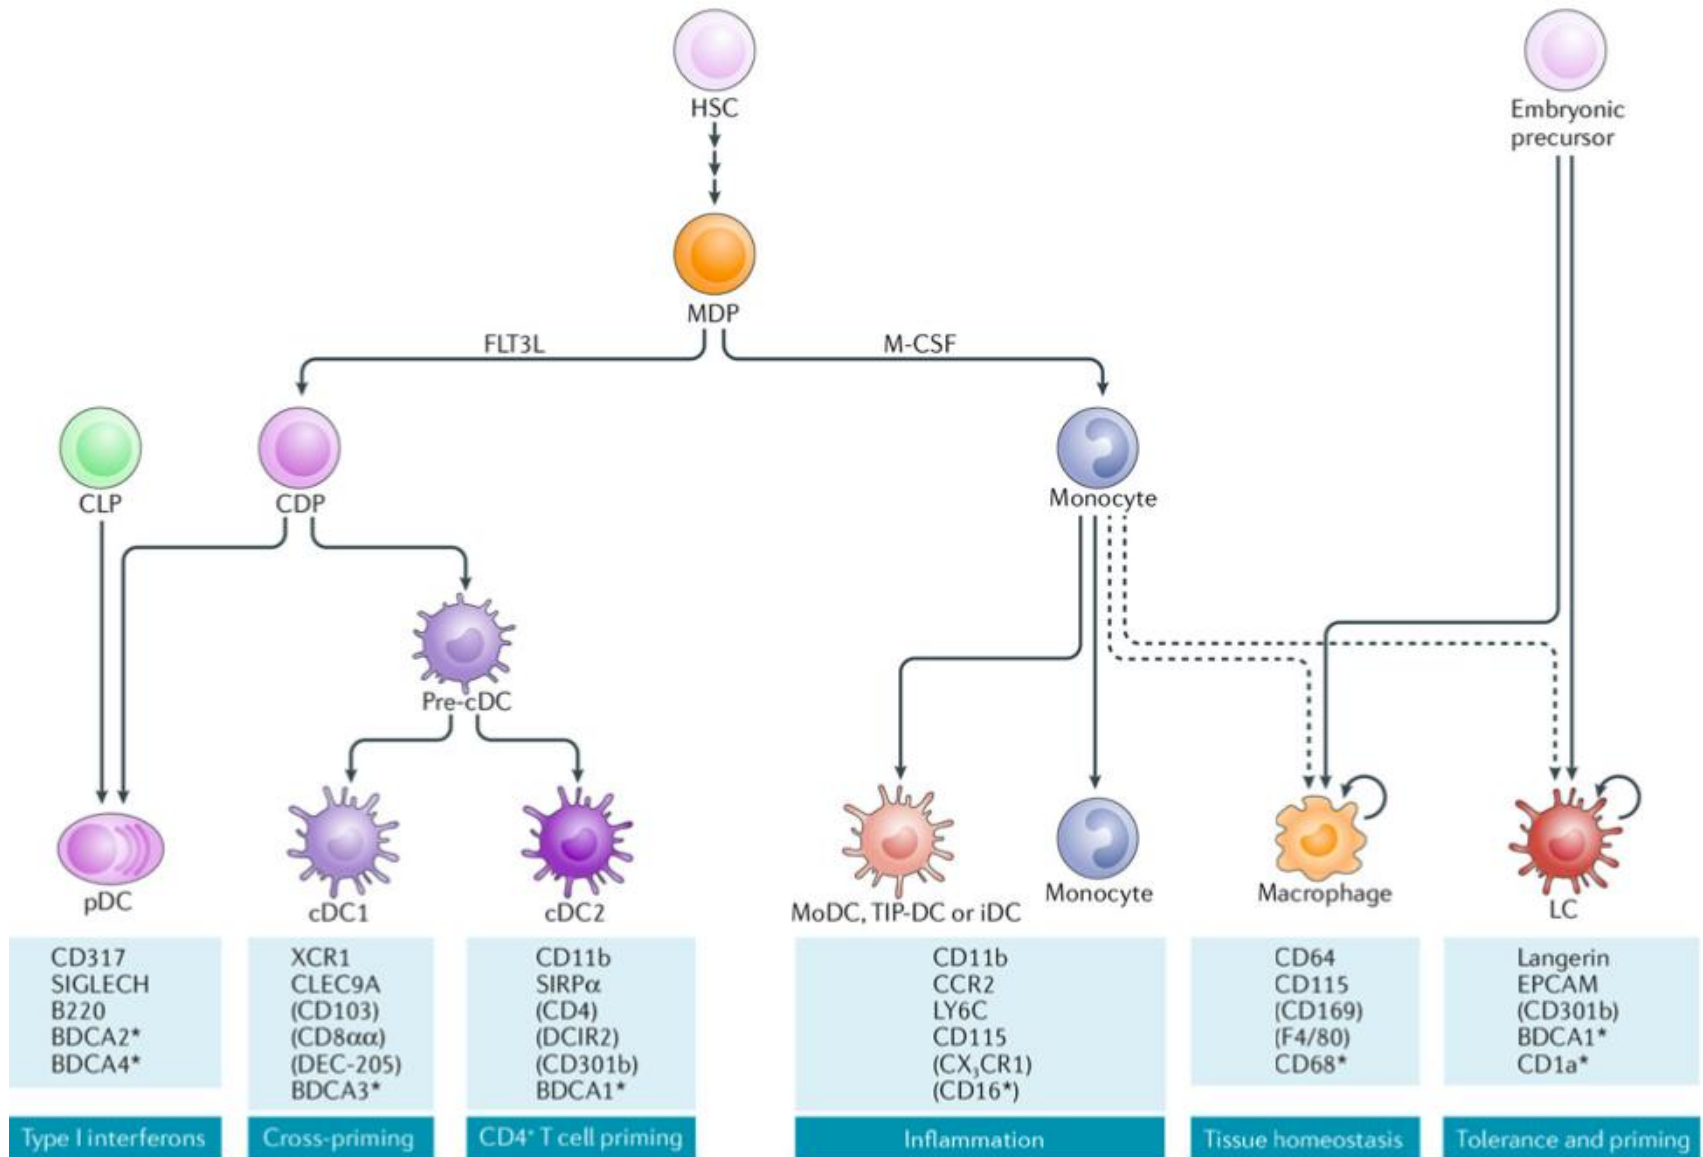 HSC
Embryonic
precursor
MDP
FLT3L
M-CSF
CLP
CDP
Monocyte
Pre-cDC
pDC
cDC1
cDC2
MoDC, TIP-DC or iDC
Monocyte
Macrophage
LC
CD317
SIGLECH
B220
BDCA2*
BDCA4*
XCR1
CLEC9A
(CD103)
(CD8αα)
(DEC-205)
BDCA3*
CD11b
SIRPα
(CD4)
(DCIR2)
(CD301b)
BDCA1*
CD11b
CCR2
LY6C
CD115
(CX₃CR1)
(CD16*)
CD64
CD115
(CD169)
(F4/80)
CD68*
Langerin
EPCAM
(CD301b)
BDCA1*
CD1a*
Type I interferons
Cross-priming
CD4⁺ T cell priming
Inflammation
Tissue homeostasis
Tolerance and priming